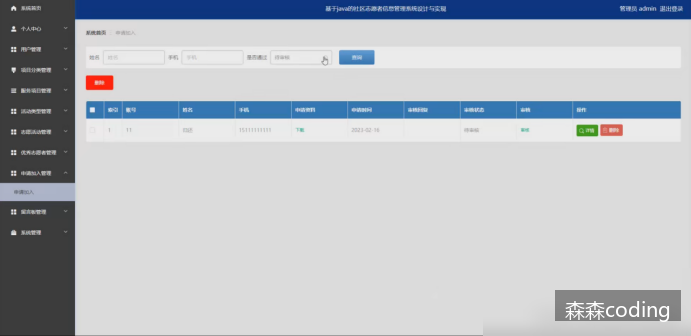 基于java的社区志愿者信息管理系统设计与实现
管理员 admin 退出登录
系统首页
个人中心
用户管理
项目分类管理
服务项目管理
活动类型管理
志愿活动管理
优秀志愿者管理
申请加入管理
申请加入
留言板管理
系统管理
系统首页 申请加入
姓名 姓名 手机 手机 是否通过 待审核 查询
删除
索引 账号 姓名 手机 申请资料 申请时间 审核回复 审核状态 审核 操作
1 11 下载 2023-02-16 待审核 审核 详情 删除
森森coding